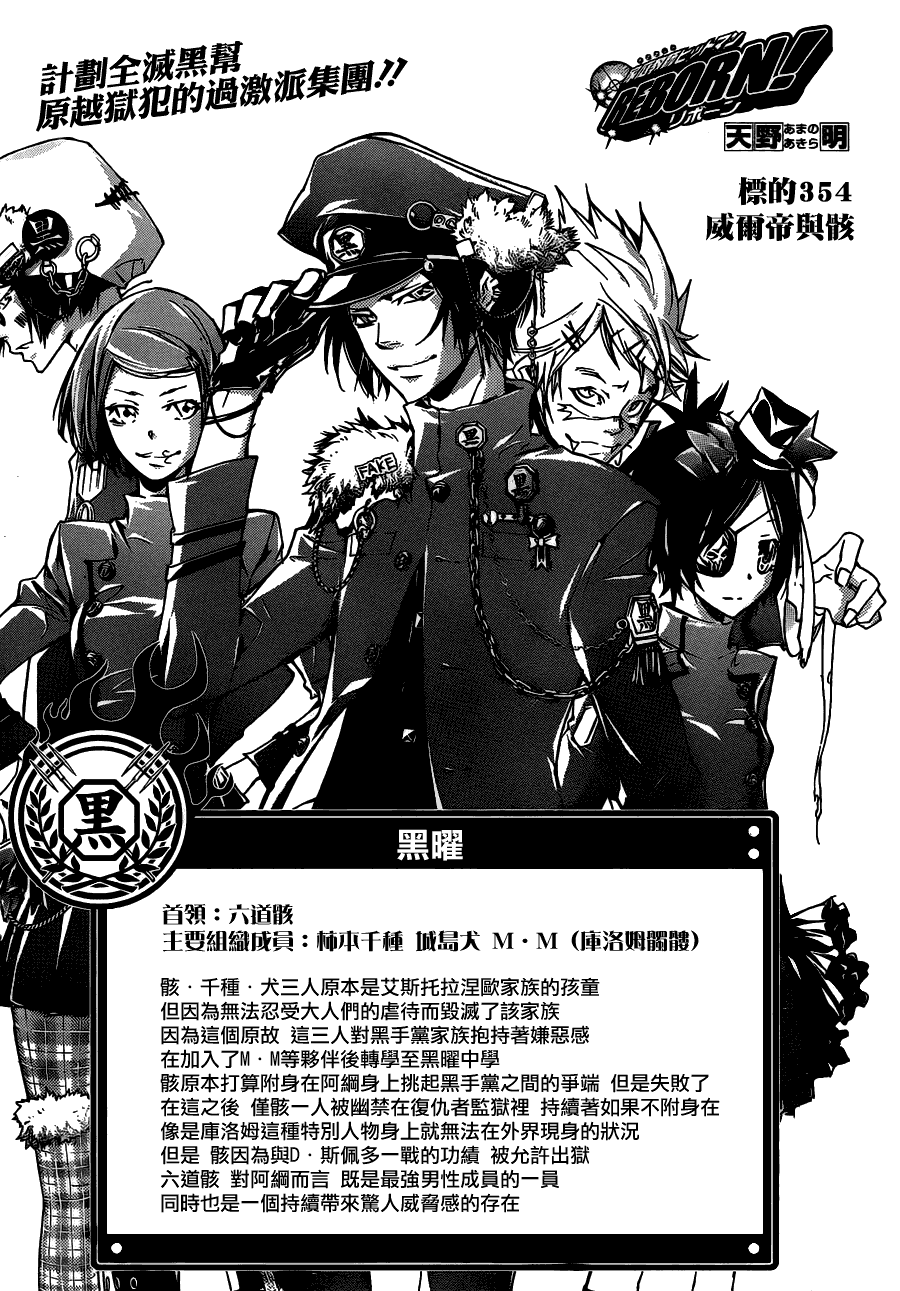 計劃全滅黑幫
原越獄犯的過激派集團!!
REBORN!
リボーン
天野明
あまの
あきら
標的354
威爾帝與骸
黑
黑
FAKE
黑
黑
黑
黑
黑曜
首領：六道骸
主要組織成員：柿本千種 城島犬 M・M（庫洛姆髑髏）
骸・千種・犬三人原本是艾斯托拉涅歐家族的孩童
但因為無法忍受大人們的虐待而毀滅了該家族
因為這個原故 這三人對黑手黨家族抱持著嫌惡感
在加入了M・M等夥伴後轉學至黑曜中學
骸原本打算附身在阿綱身上挑起黑手黨之間的爭端 但是失敗了
在這之後 僅骸一人被幽禁在復仇者監獄裡 持續著如果不附身在
像是庫洛姆這種特別人物身上就無法在外界現身的狀況
但是 骸因為與D・斯佩多一戰的功績 被允許出獄
六道骸 對阿綱而言 既是最強男性成員的一員
同時也是一個持續帶來驚人威脅感的存在